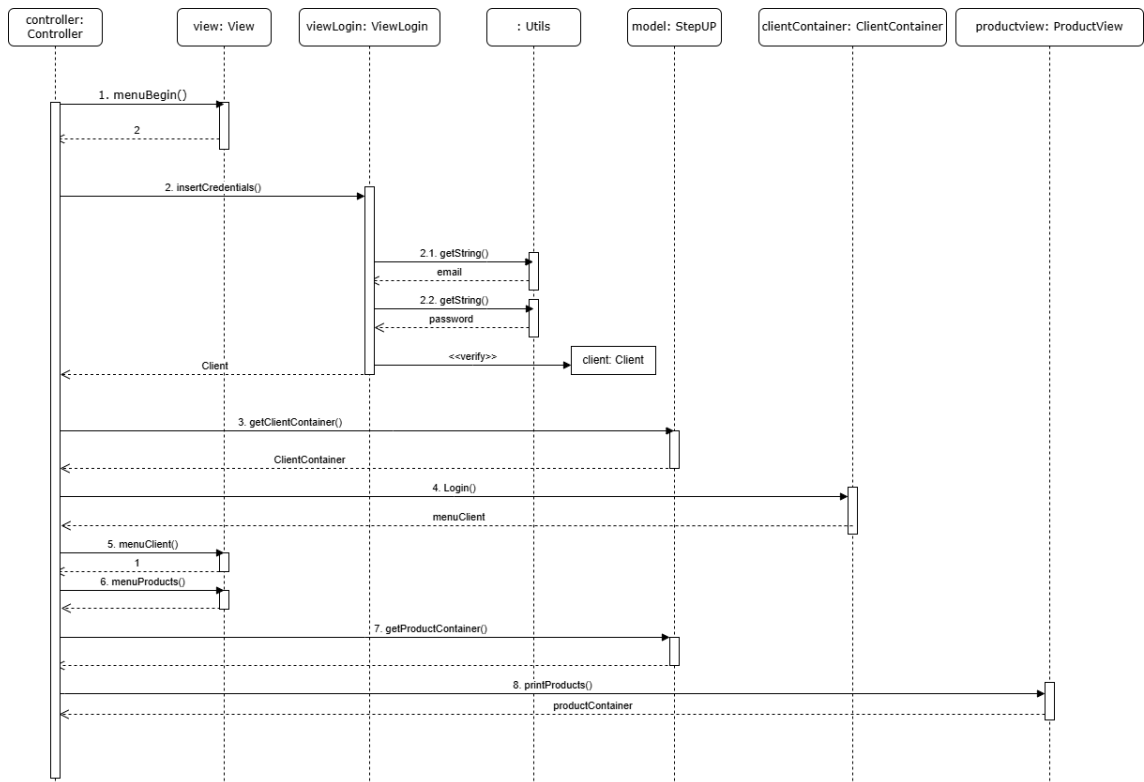 controller:
Controller
view: View
viewLogin: ViewLogin
: Utils
model: StepUP
clientContainer: ClientContainer
productview: ProductView
1. menuBegin()
2
2. insertCredentials()
2.1. getString()
email
2.2. getString()
password
<<verify>>
client: Client
Client
3. getClientContainer()
ClientContainer
4. Login()
menuClient
5. menuClient()
1
6. menuProducts()
7. getProductContainer()
8. printProducts()
productContainer